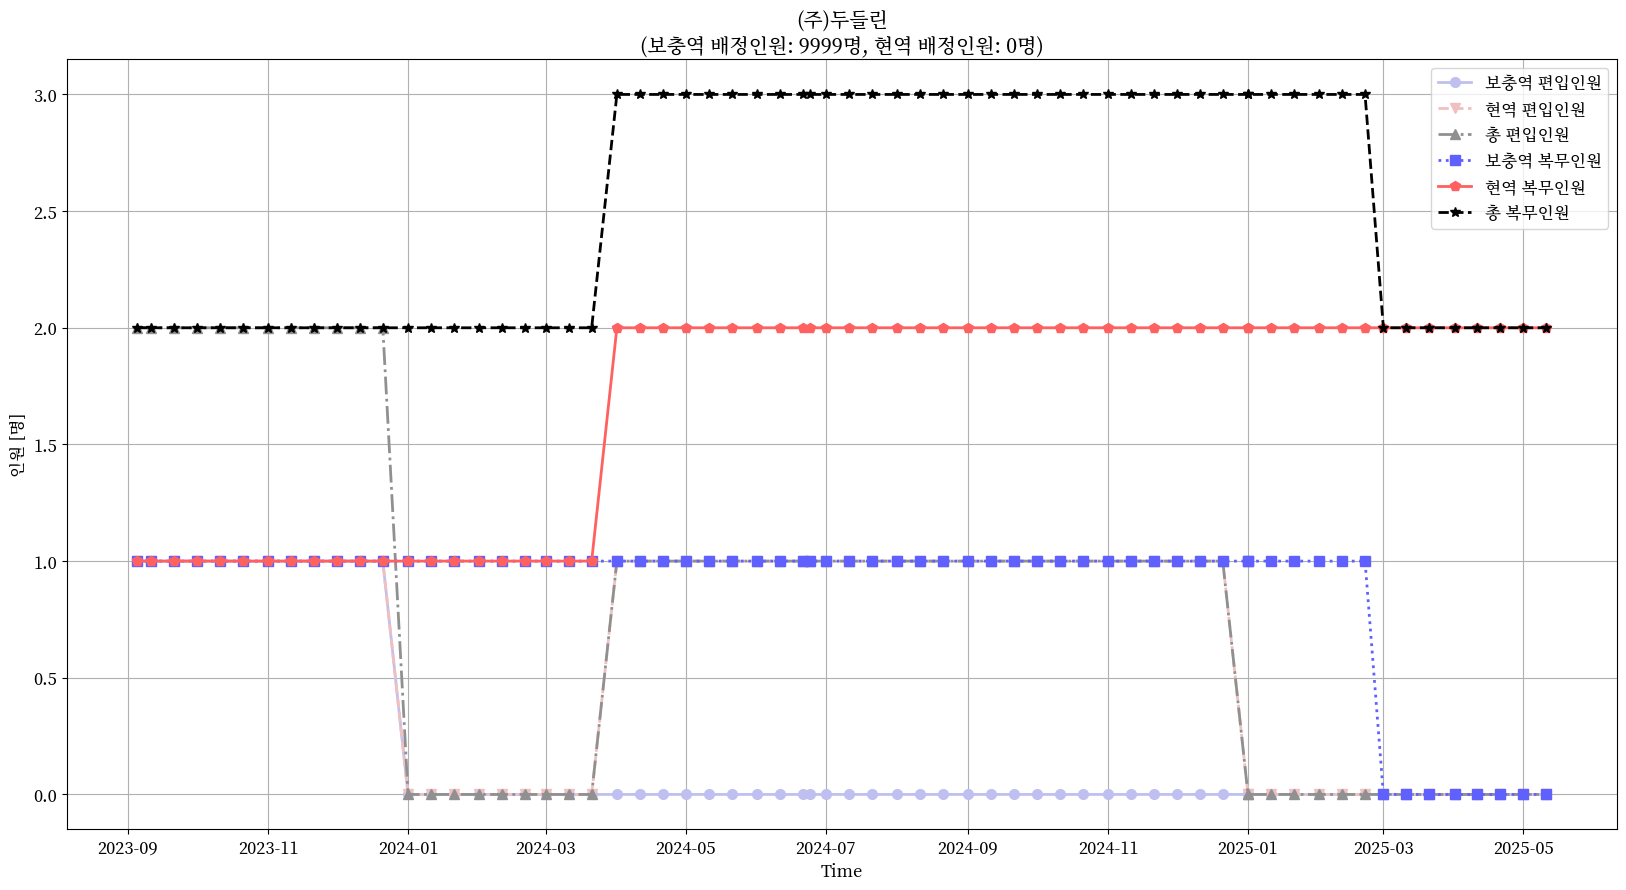 (주)두들린
(보충역 배정인원: 9999명, 현역 배정인원: 0명)
보충역 편입인원
현역 편입인원
총 편입인원
보충역 복무인원
현역 복무인원
총 복무인원
인원 [명]
3.0
2.5
2.0
1.5
1.0
0.5
0.0
2023-09 2023-11 2024-01 2024-03 2024-05 2024-07 2024-09 2024-11 2025-01 2025-03 2025-05
Time